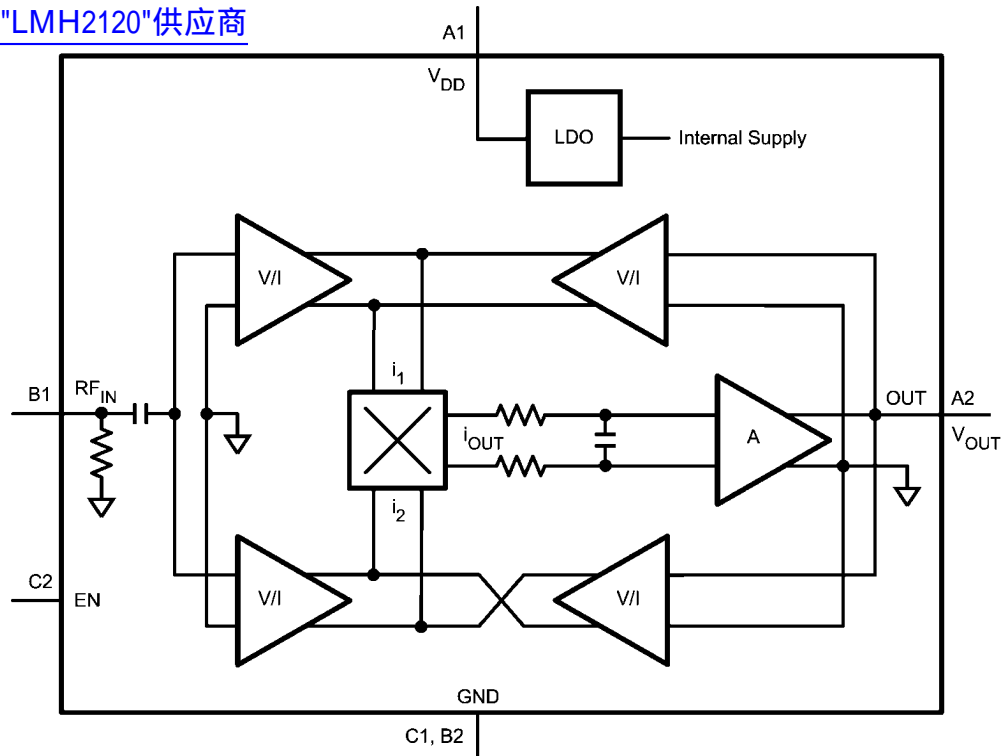 "LMH2120"供应商
A1
VDD
LDO
Internal Supply
V/I
V/I
B1
RFIN
i1
iOUT
A
OUT
A2
VOUT
i2
C2
EN
V/I
V/I
GND
C1, B2